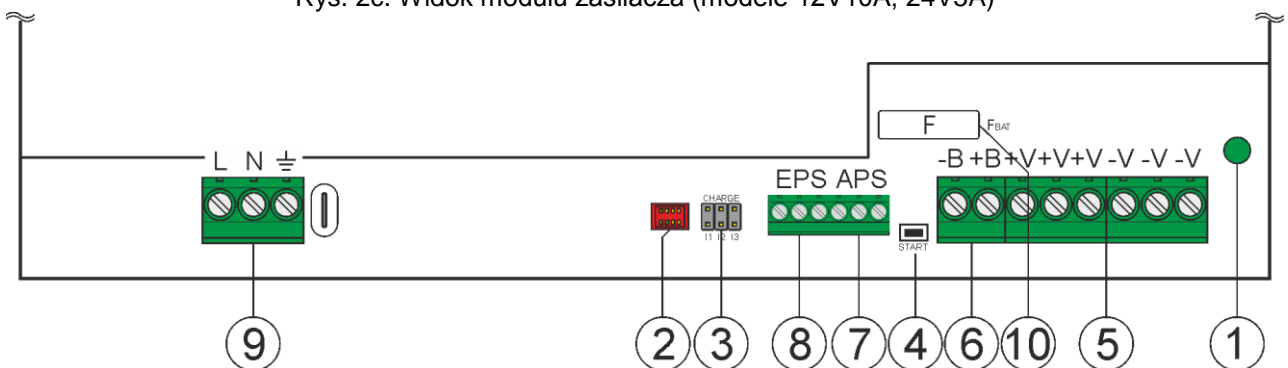 Rys. 2c. Widok modułu zasilacza (modele 12V10A, 24V5A)
F
FBAT
L N
-B +B +V +V +V -V -V -V
EPS APS
CHARGE
I1 I2 I3
START
9 2 3 8 7 4 6 10 5 1